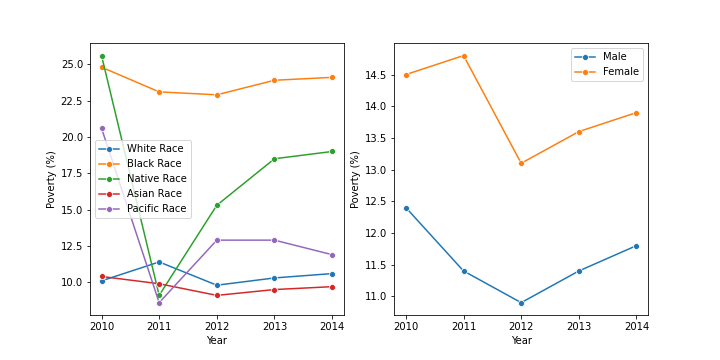 25.0
22.5
20.0
17.5
15.0
12.5
10.0
Poverty (%)
White Race
Black Race
Native Race
Asian Race
Pacific Race
2010 2011 2012 2013 2014
Year
14.5
14.0
13.5
13.0
12.5
12.0
11.5
11.0
Poverty (%)
Male
Female
2010 2011 2012 2013 2014
Year